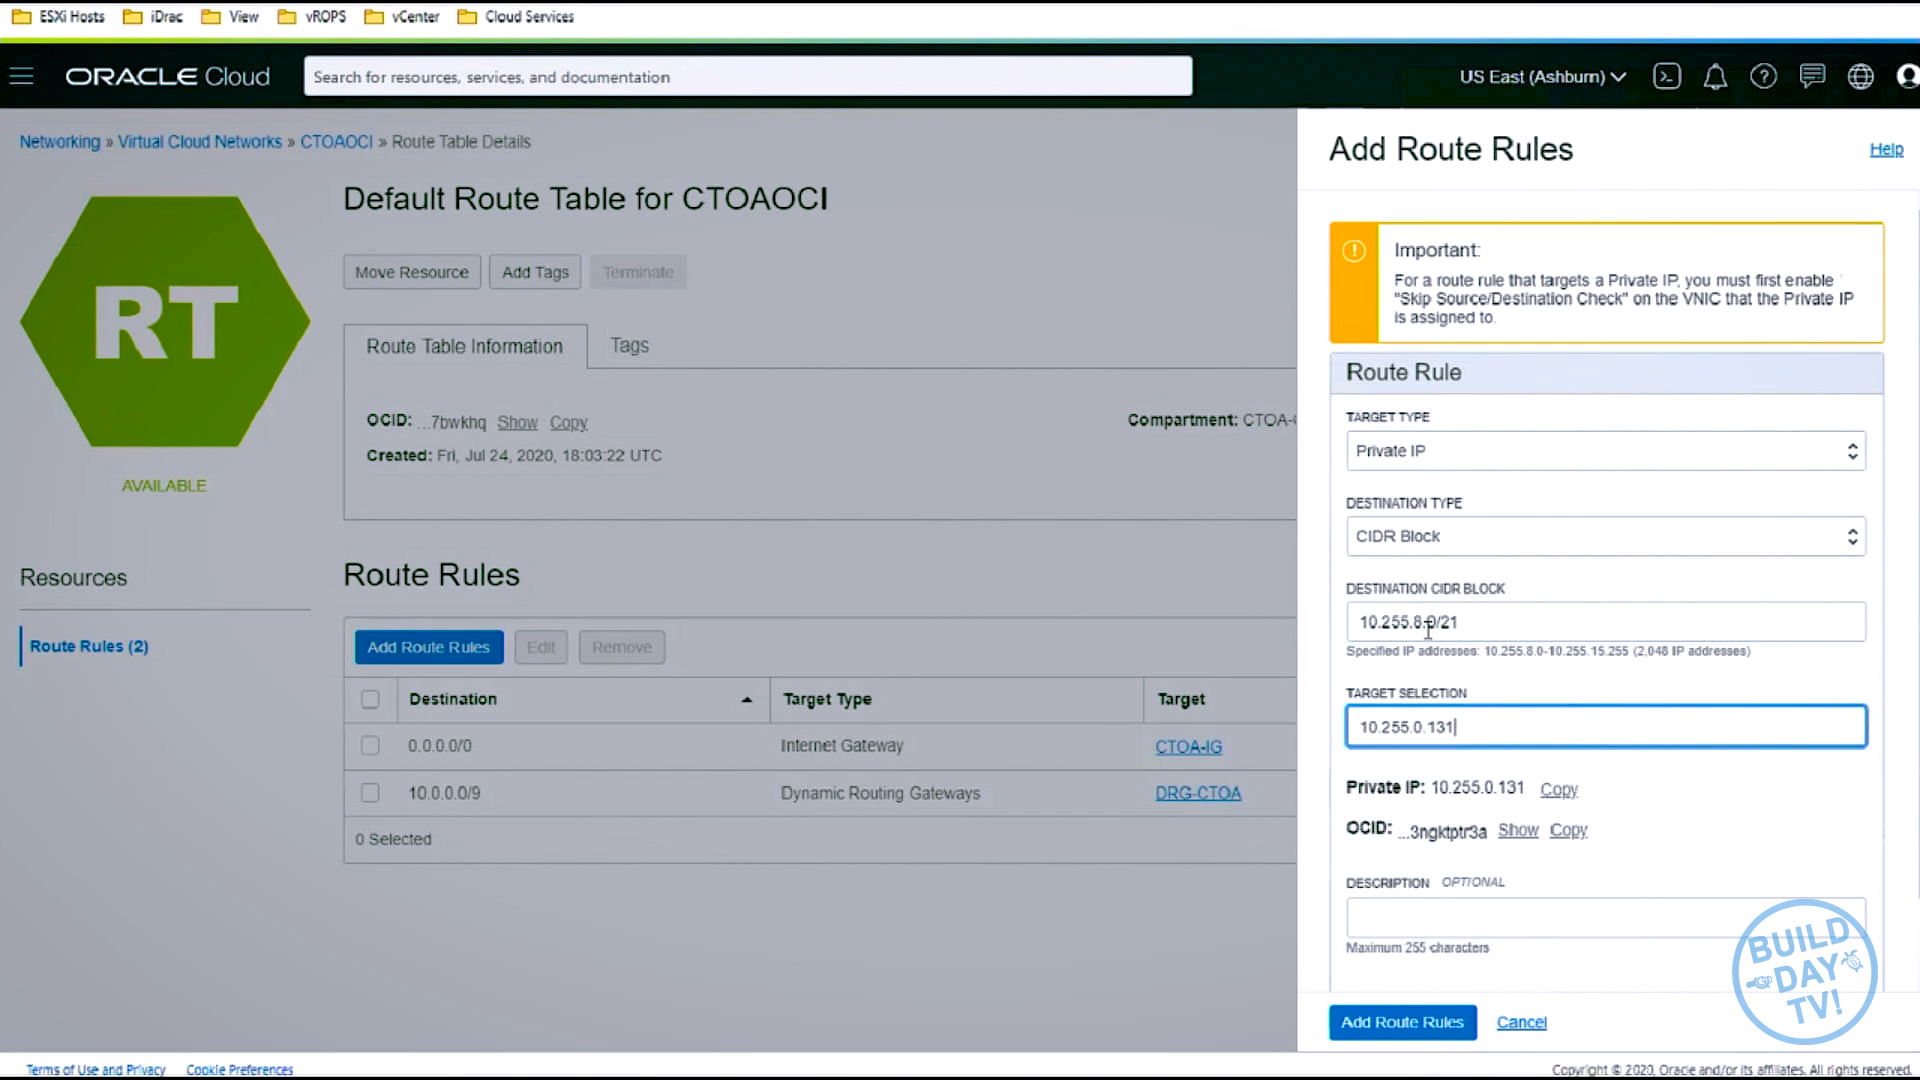 ESXi Hosts iDrac View vROPS vCenter Cloud Services
ORACLE Cloud
Search for resources, services, and documentation
US East (Ashburn)
Networking » Virtual Cloud Networks » CTOAOCI » Route Table Details
RT
AVAILABLE
Default Route Table for CTOAOCI
Move Resource Add Tags Terminate
Route Table Information Tags
OCID: ...7bwkhq Show Copy
Compartment: CTOA-
Created: Fri, Jul 24, 2020, 18:03:22 UTC
Resources
Route Rules (2)
Route Rules
Add Route Rules Edit Remove
Destination Target Type Target
0.0.0.0/0 Internet Gateway CTOA-IG
10.0.0.0/9 Dynamic Routing Gateways DRG-CTOA
0 Selected
Add Route Rules
Help
Important:
For a route rule that targets a Private IP, you must first enable
"Skip Source/Destination Check" on the VNIC that the Private IP
is assigned to.
Route Rule
TARGET TYPE
Private IP
DESTINATION TYPE
CIDR Block
DESTINATION CIDR BLOCK
10.255.8.0/21
Specified IP addresses: 10.255.8.0-10.255.15.255 (2,048 IP addresses)
TARGET SELECTION
10.255.0.131
Private IP: 10.255.0.131 Copy
OCID: ...3ngktptr3a Show Copy
DESCRIPTION OPTIONAL
Maximum 255 characters
Add Route Rules Cancel
BUILD
DAY
TV!
Terms of Use and Privacy Cookie Preferences
Copyright © 2020, Oracle and/or its affiliates. All rights reserved.